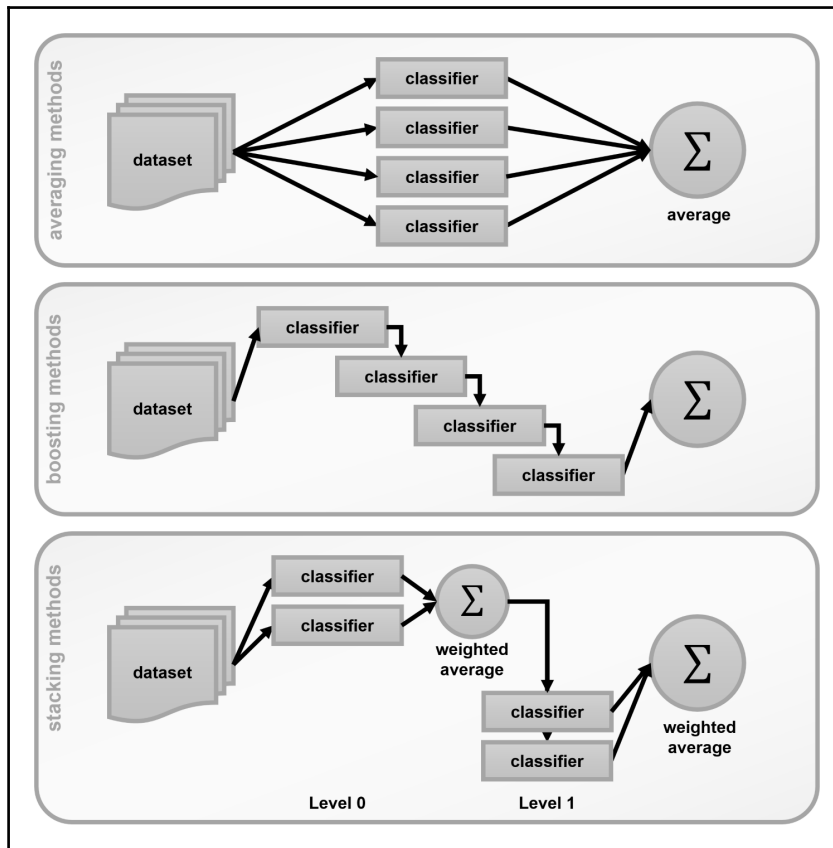 averaging methods
dataset
classifier
classifier
classifier
classifier
Σ
average
boosting methods
dataset
classifier
classifier
classifier
classifier
Σ
stacking methods
dataset
classifier
classifier
Σ
weighted
average
classifier
classifier
Σ
weighted
average
Level 0
Level 1